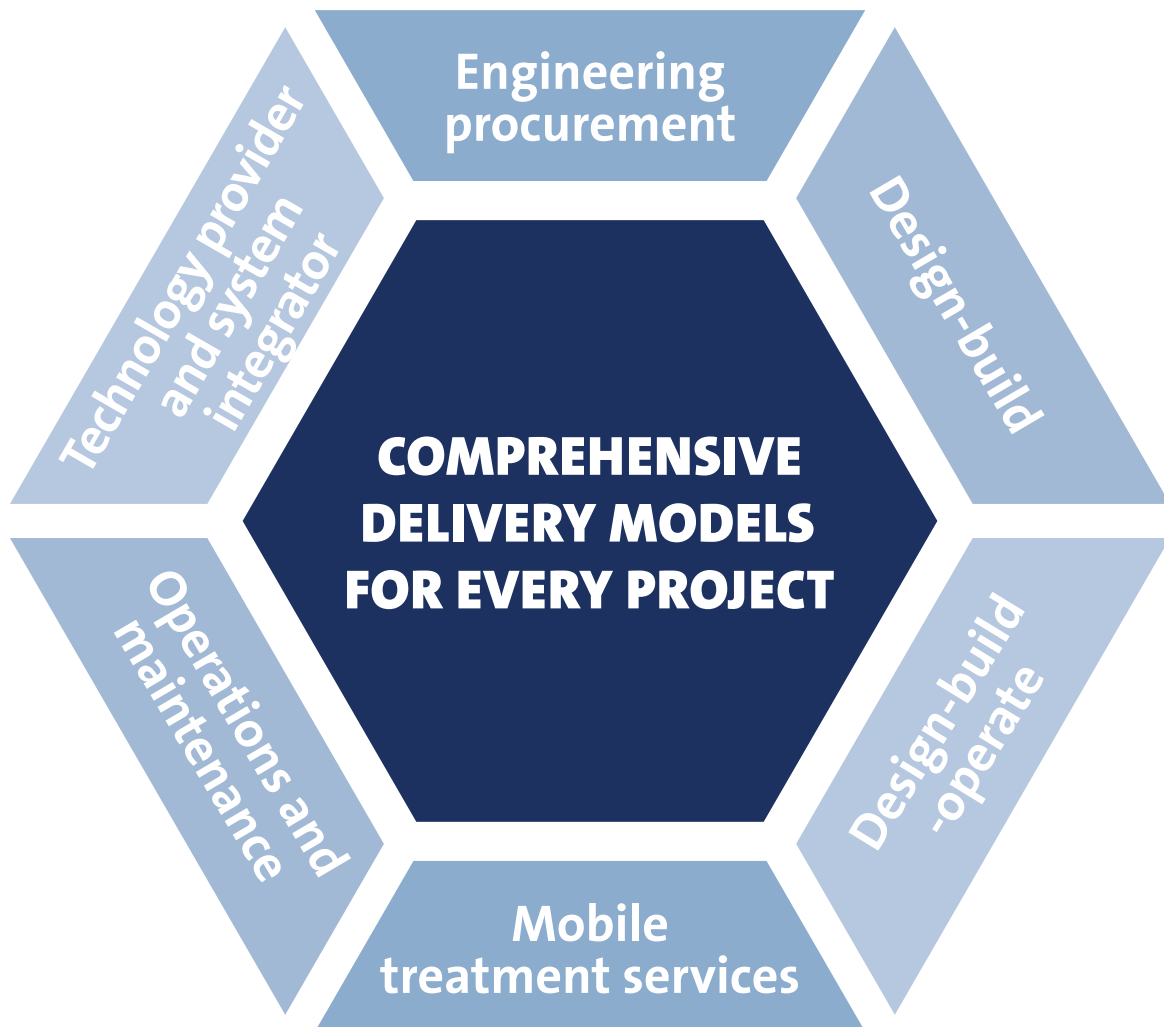 Engineering
procurement
Design-build
Design-build
-operate
Mobile
treatment services
Operations and
maintenance
Technology provider
and system
integrator
COMPREHENSIVE
DELIVERY MODELS
FOR EVERY PROJECT